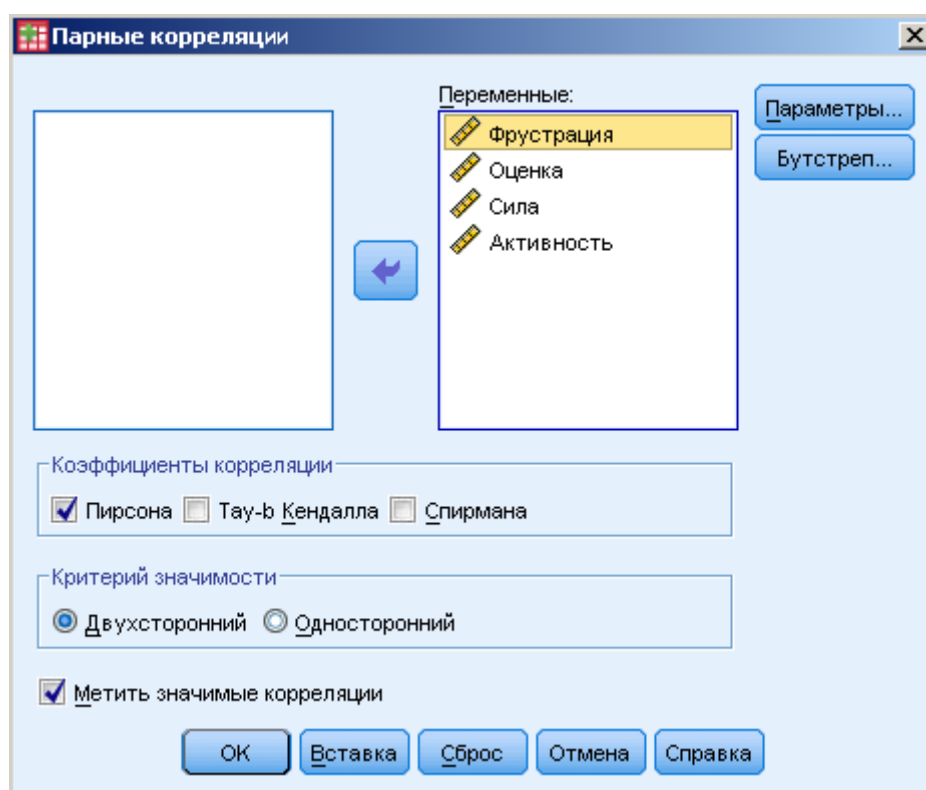 Парные корреляции
Переменные:
Фрустрация
Оценка
Сила
Активность
Параметры...
Бутстреп...
Коэффициенты корреляции
Пирсона Тау-b Кендалла Спирмана
Критерий значимости
Двухсторонний Односторонний
Метить значимые корреляции
ОК Вставка Сброс Отмена Справка